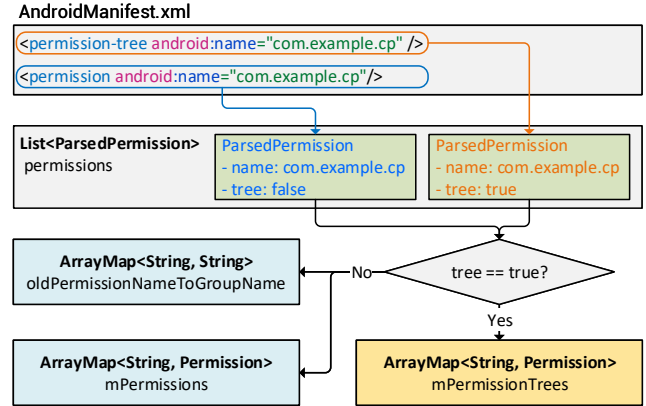 AndroidManifest.xml
<permission-tree android:name="com.example.cp" />
<permission android:name="com.example.cp"/>
List<ParsedPermission>
permissions
ParsedPermission
- name: com.example.cp
- tree: false
ParsedPermission
- name: com.example.cp
- tree: true
ArrayMap<String, String>
oldPermissionNameToGroupName
No
tree == true?
Yes
ArrayMap<String, Permission>
mPermissions
ArrayMap<String, Permission>
mPermissionTrees